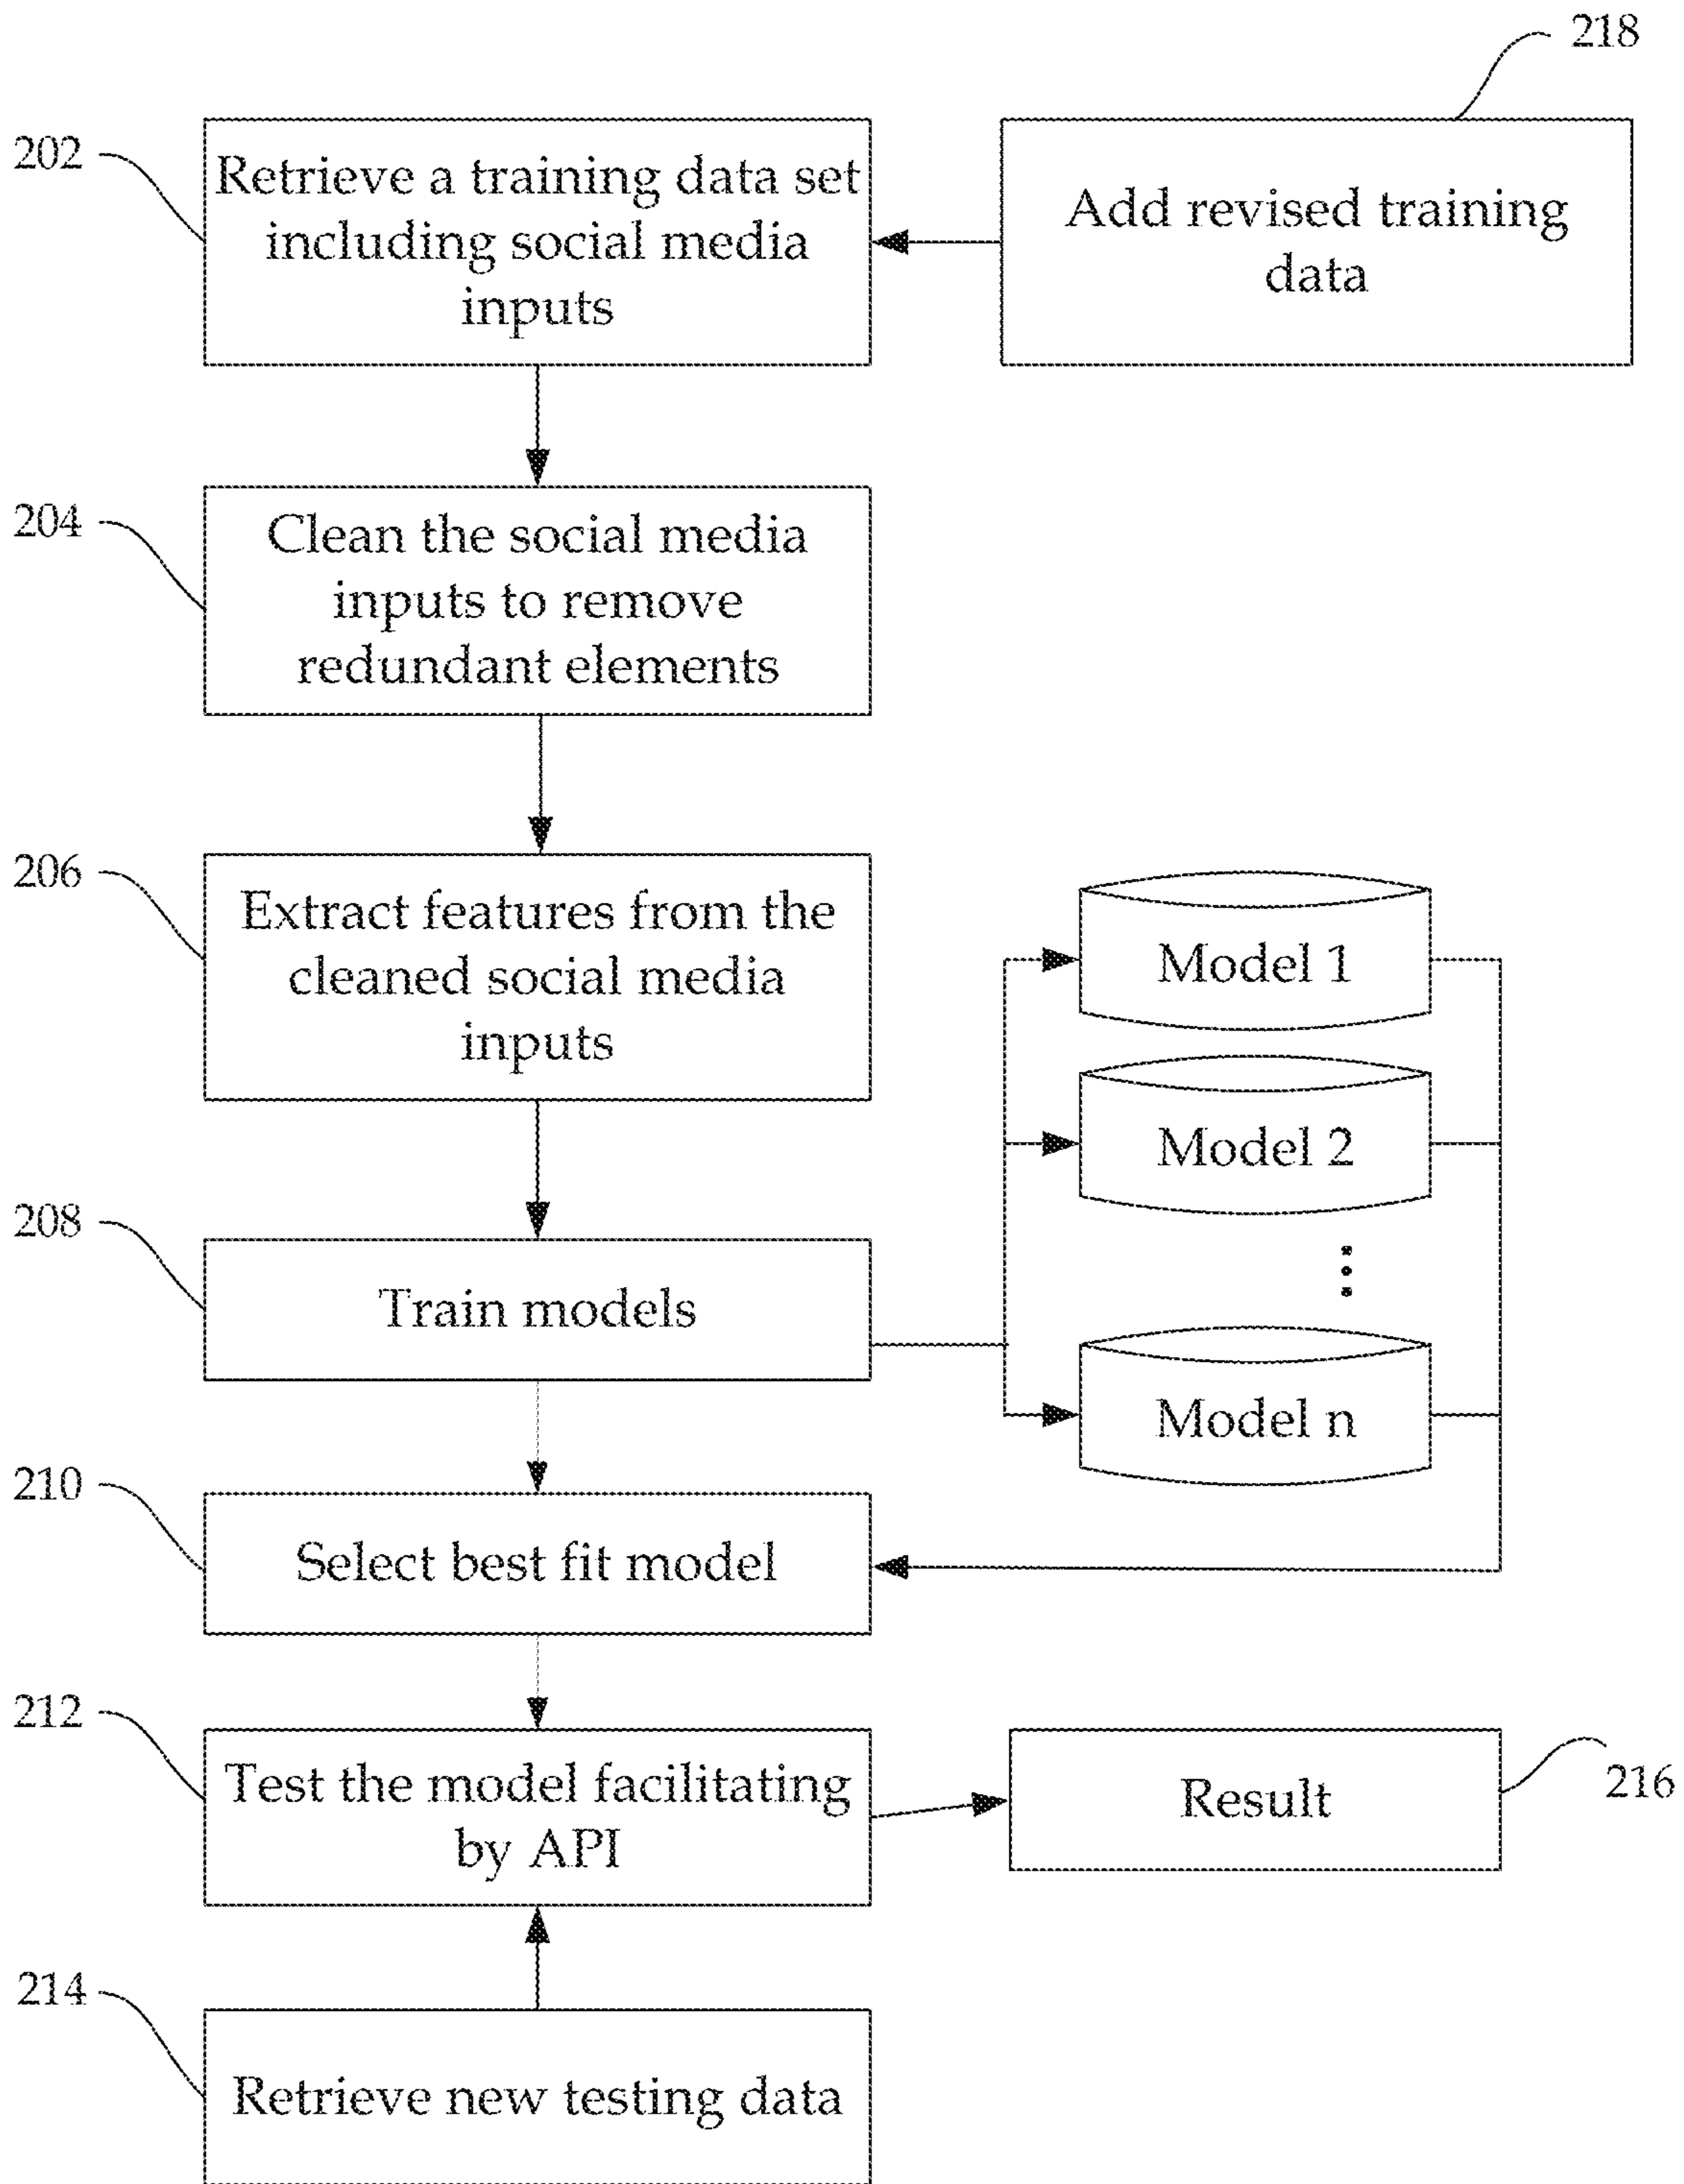 218
202
Retrieve a training data set
including social media
inputs
Add revised training
data
204
Clean the social media
inputs to remove
redundant elements
206
Extract features from the
cleaned social media
inputs
Model 1
Model 2
208
Train models
Model n
210
Select best fit model
212
Test the model facilitating
by API
Result
216
214
Retrieve new testing data